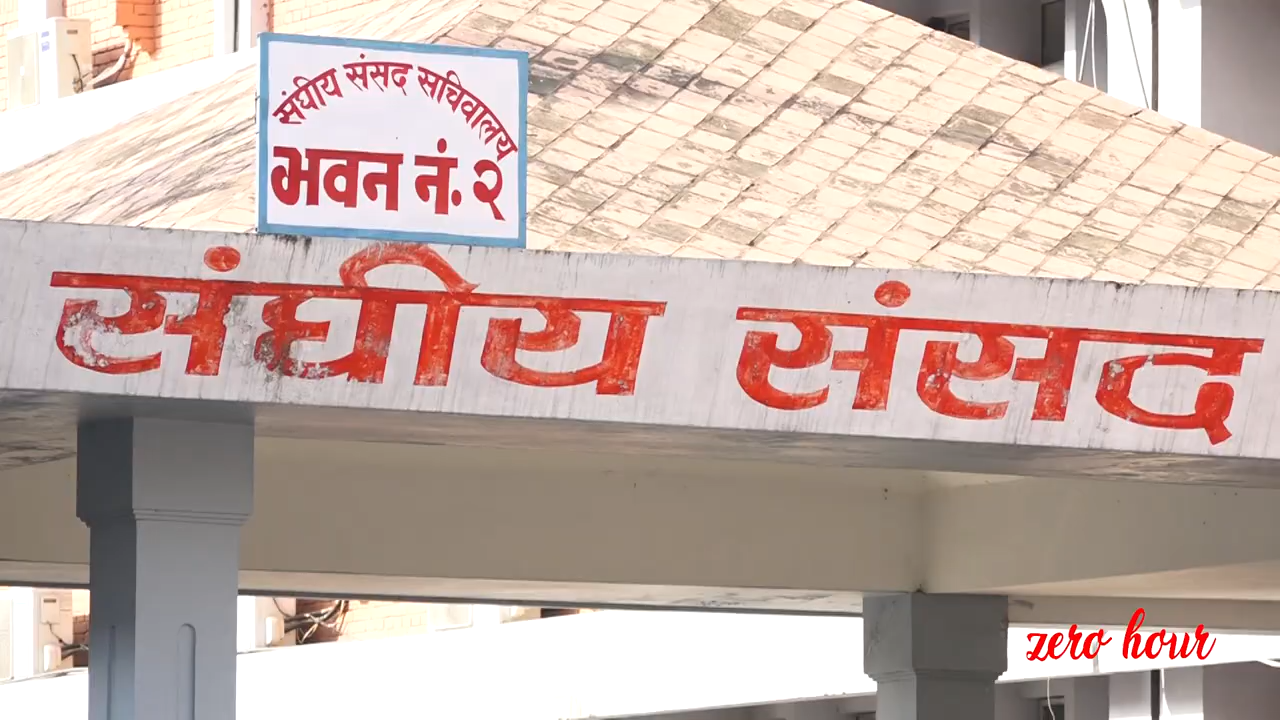 संघीय संसद सचिवालय
भवन नं. २
संघीय संसद
zero hour